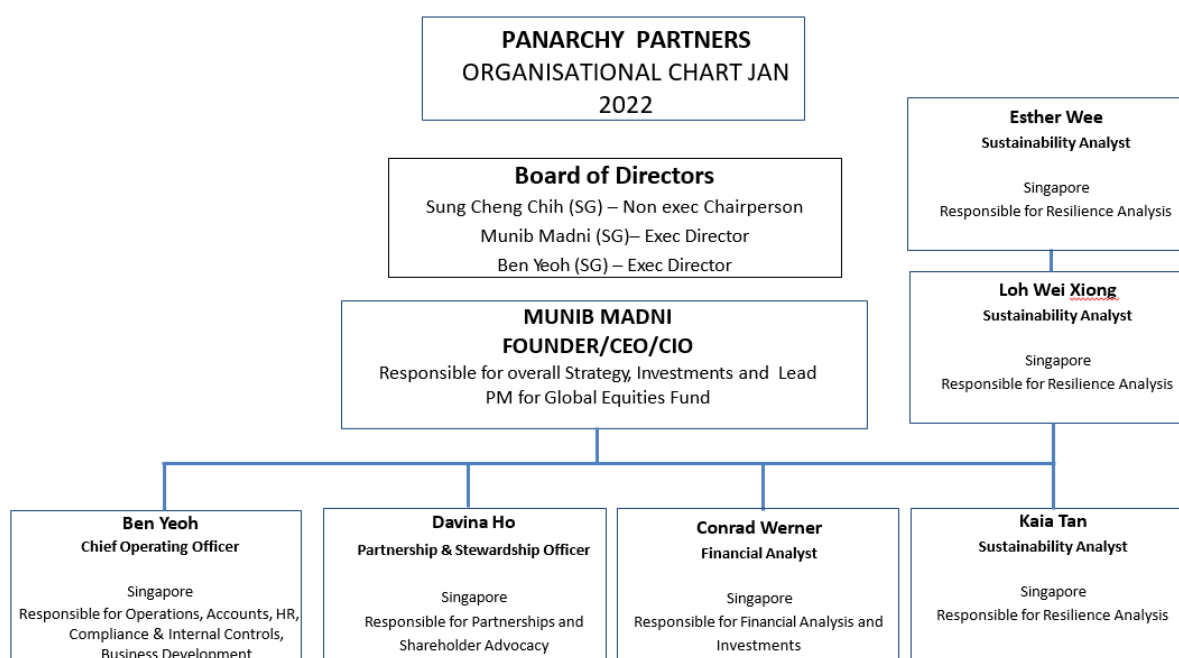 PANARCHY PARTNERS
ORGANISATIONAL CHART JAN
2022
Board of Directors
Sung Cheng Chih (SG) – Non exec Chairperson
Munib Madni (SG)– Exec Director
Ben Yeoh (SG) – Exec Director
Esther Wee
Sustainability Analyst
Singapore
Responsible for Resilience Analysis
Loh Wei Xiong
Sustainability Analyst
Singapore
Responsible for Resilience Analysis
MUNIB MADNI
FOUNDER/CEO/CIO
Responsible for overall Strategy, Investments and Lead
PM for Global Equities Fund
Ben Yeoh
Chief Operating Officer
Singapore
Responsible for Operations, Accounts, HR,
Compliance & Internal Controls,
Business Development
Davina Ho
Partnership & Stewardship Officer
Singapore
Responsible for Partnerships and
Shareholder Advocacy
Conrad Werner
Financial Analyst
Singapore
Responsible for Financial Analysis and
Investments
Kaia Tan
Sustainability Analyst
Singapore
Responsible for Resilience Analysis